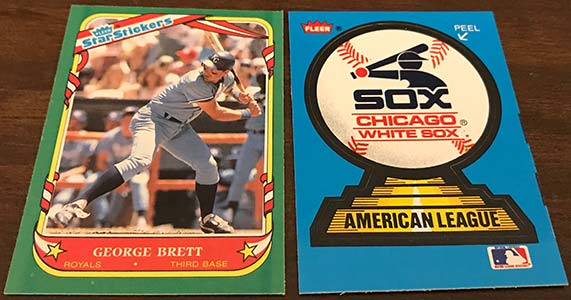 FLEER
StarStickers
GEORGE BRETT
ROYALS • THIRD BASE
FLEER
PEEL
SOX
CHICAGO ®
WHITE SOX
AMERICAN LEAGUE